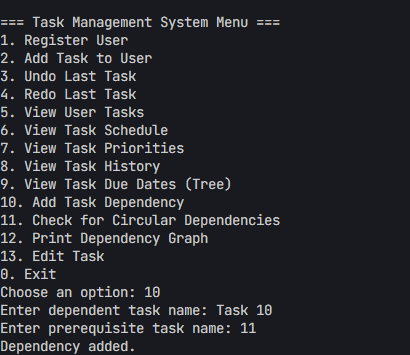 === Task Management System Menu ===
1. Register User
2. Add Task to User
3. Undo Last Task
4. Redo Last Task
5. View User Tasks
6. View Task Schedule
7. View Task Priorities
8. View Task History
9. View Task Due Dates (Tree)
10. Add Task Dependency
11. Check for Circular Dependencies
12. Print Dependency Graph
13. Edit Task
0. Exit
Choose an option: 10
Enter dependent task name: Task 10
Enter prerequisite task name: 11
Dependency added.